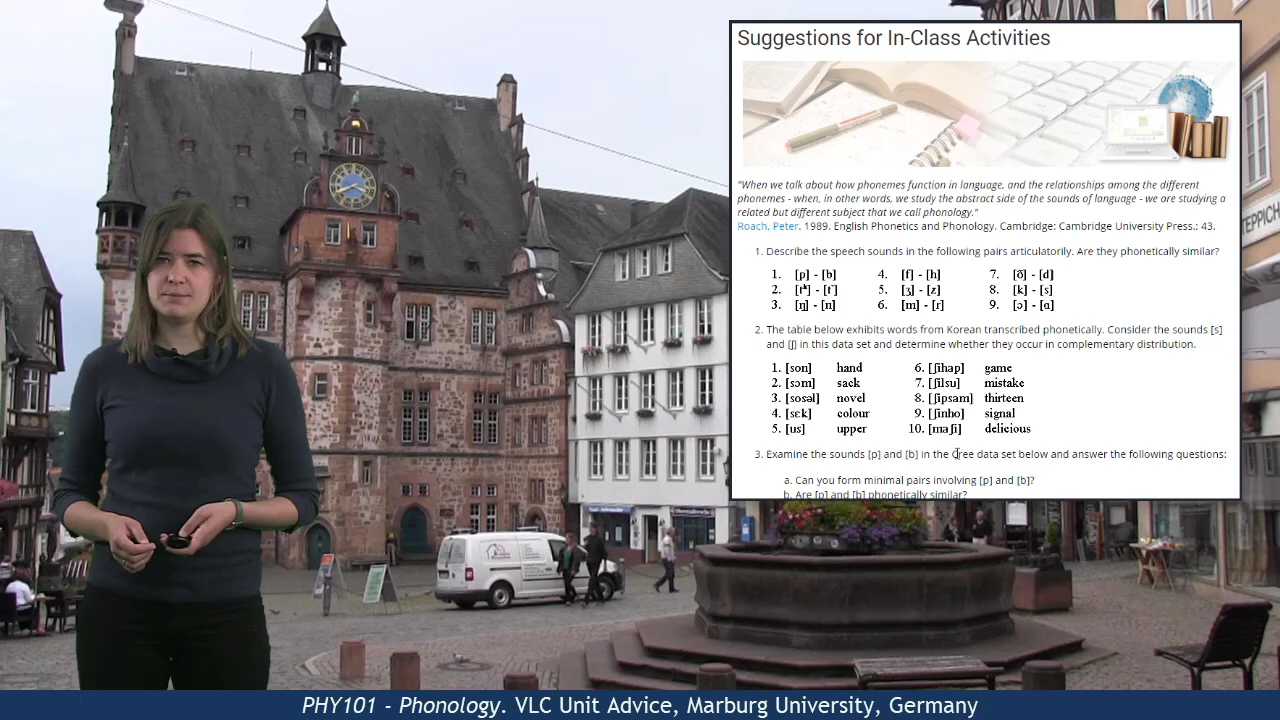 Suggestions for In-Class Activities
"When we talk about how phonemes function in language, and the relationships among the different
phonemes - when, in other words, we study the abstract side of the sounds of language - we are studying a
related but different subject that we call phonology."
Roach, Peter. 1989. English Phonetics and Phonology. Cambridge: Cambridge University Press.: 43.
1. Describe the speech sounds in the following pairs articulatorily. Are they phonetically similar?
1. [p] - [b] 4. [f] - [h] 7. [ð] - [d]
2. [tʰ] - [t˺] 5. [ʒ] - [z] 8. [k] - [s]
3. [ŋ] - [n] 6. [m] - [r] 9. [ɔ] - [ɑ]
2. The table below exhibits words from Korean transcribed phonetically. Consider the sounds [s]
and [ʃ] in this data set and determine whether they occur in complementary distribution.
1. [son] hand 6. [ʃihap] game
2. [sɔm] sack 7. [ʃilsu] mistake
3. [sosəl] novel 8. [ʃipsam] thirteen
4. [sɛk] colour 9. [ʃinho] signal
5. [us] upper 10. [maʃi] delicious
3. Examine the sounds [p] and [b] in the Cree data set below and answer the following questions:
a. Can you form minimal pairs involving [p] and [b]?
b. Are [p] and [b] phonetically similar?
TEPPICH
PHY101 - Phonology. VLC Unit Advice, Marburg University, Germany